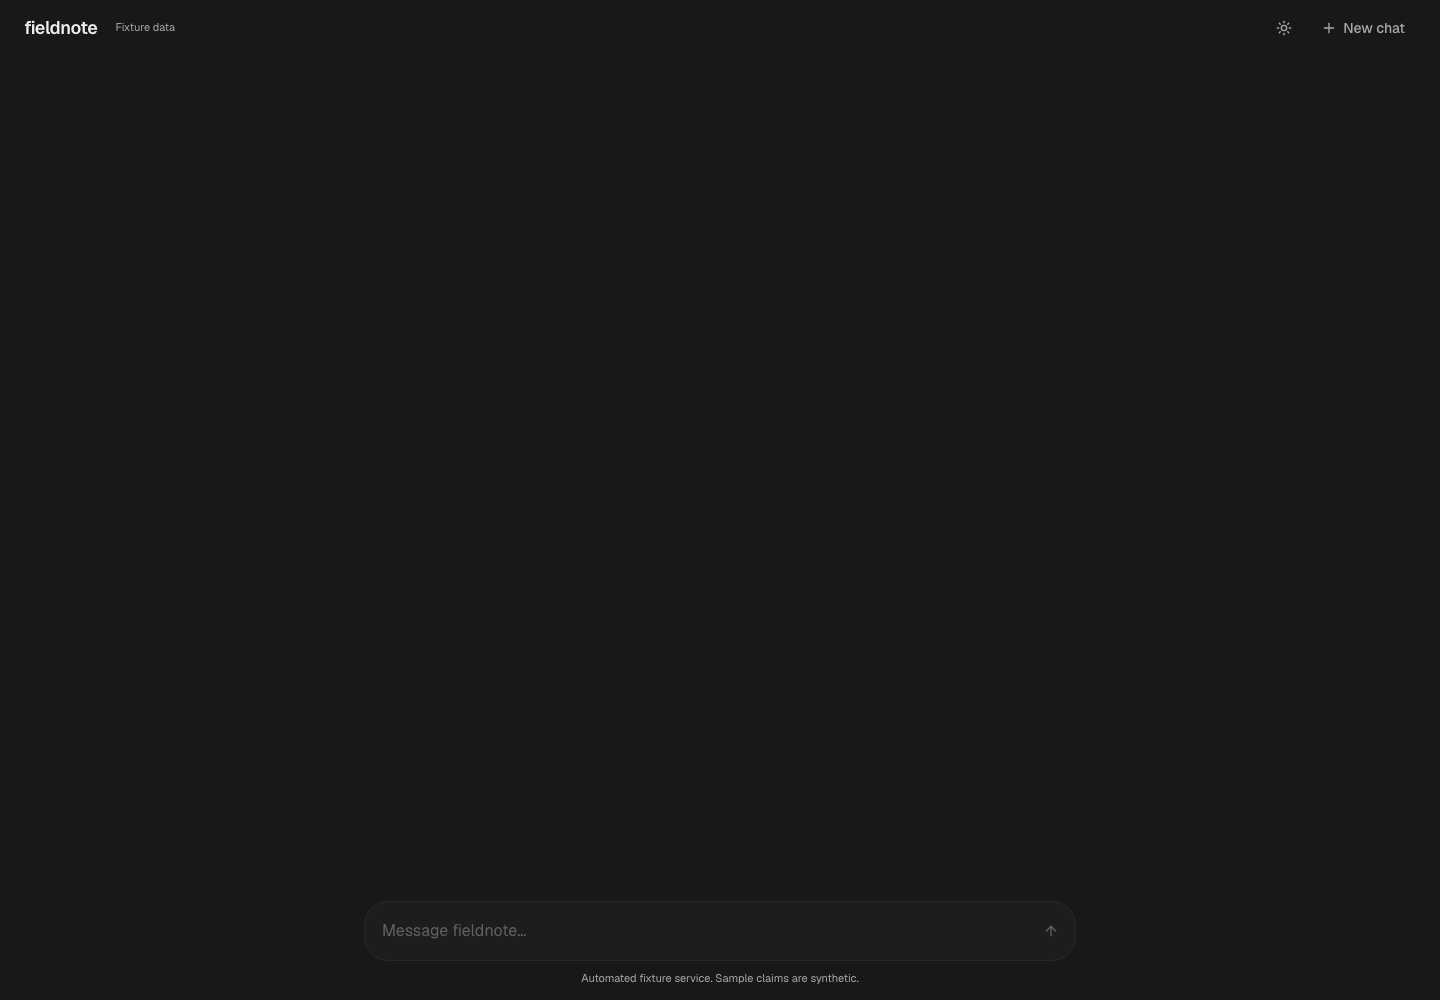 fieldnote
Fixture data
New chat
Message fieldnote...
Automated fixture service. Sample claims are synthetic.